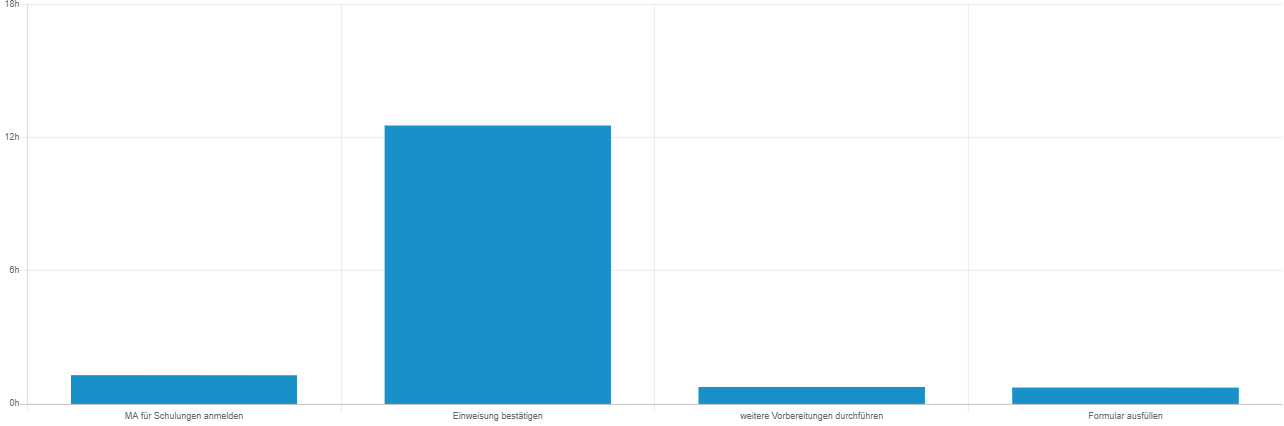 18h
12h
6h
0h
MA für Schulungen anmelden
Einweisung bestätigen
weitere Vorbereitungen durchführen
Formular ausfüllen